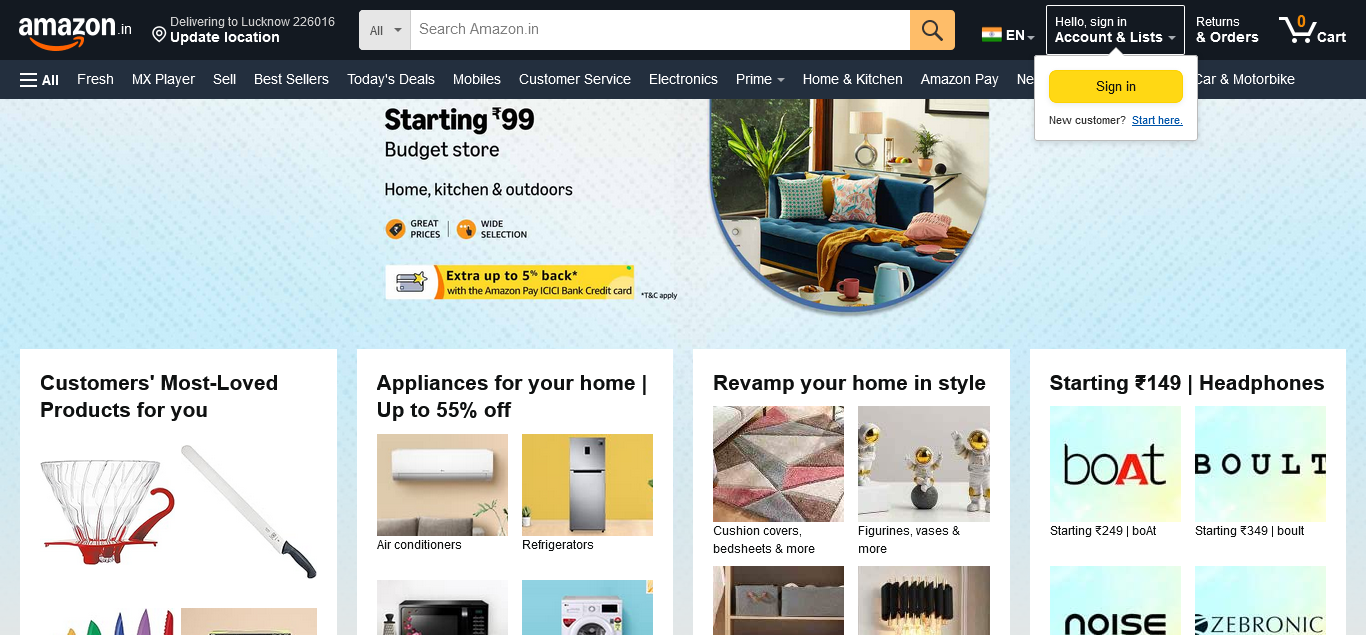 amazon.in
Delivering to Lucknow 226016
Update location
All
Search Amazon.in
EN
Hello, sign in
Account & Lists
Returns
& Orders
0
Cart
All
Fresh
MX Player
Sell
Best Sellers
Today's Deals
Mobiles
Customer Service
Electronics
Prime
Home & Kitchen
Amazon Pay
Ne
Car & Motorbike
Sign in
New customer? Start here.
Starting ₹99
Budget store
Home, kitchen & outdoors
GREAT
PRICES
WIDE
SELECTION
Extra up to 5% back*
with the Amazon Pay ICICI Bank Credit card
*T&C apply
Customers' Most-Loved
Products for you
Appliances for your home |
Up to 55% off
Air conditioners
Refrigerators
Revamp your home in style
Cushion covers,
bedsheets & more
Figurines, vases &
more
Starting ₹149 | Headphones
boAt
BOULT
Starting ₹249 | boAt
Starting ₹349 | boult
noise
ZEBRONIC